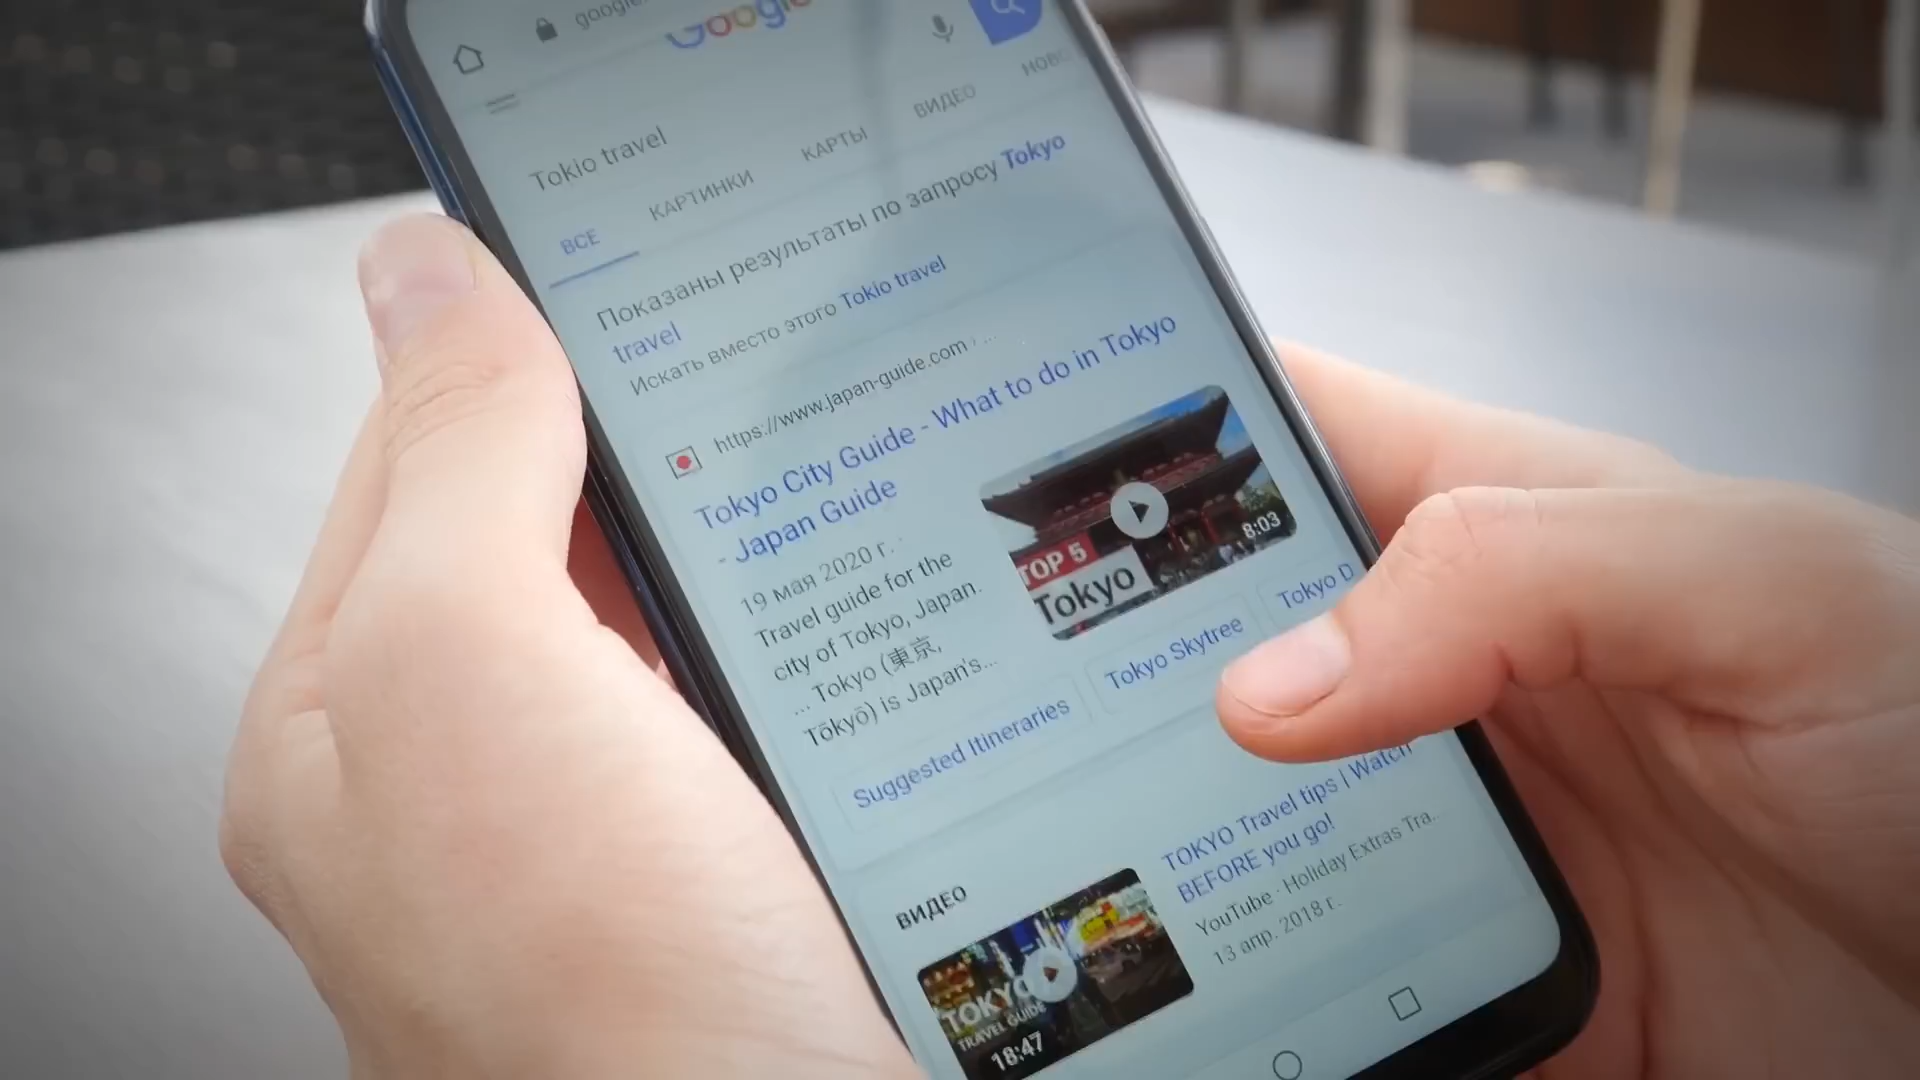 google.
Google
Tokio travel
ВСЕ КАРТИНКИ КАРТЫ ВИДЕО
Показаны результаты по запросу Tokyo
travel
Искать вместо этого Tokio travel
https://www.japan-guide.com › ...
Tokyo City Guide - What to do in Tokyo
- Japan Guide
19 мая 2020 г. ·
Travel guide for the
city of Tokyo, Japan.
... Tokyo (東京,
Tōkyō) is Japan's...
TOP 5
Tokyo
8:03
Suggested Itineraries
Tokyo Skytree
Tokyo D
ВИДЕО
TOKYO
TRAVEL GUIDE
18:47
TOKYO Travel tips | Watch
BEFORE you go!
YouTube · Holiday Extras Tra...
13 апр. 2018 г.